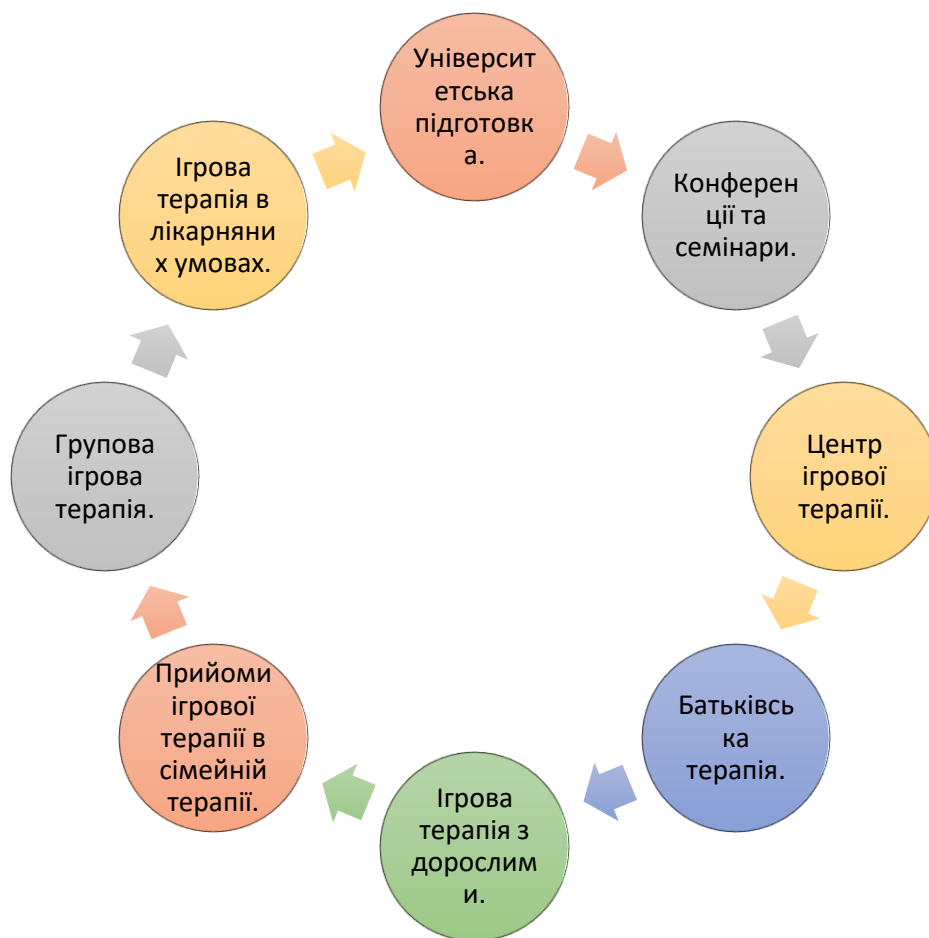 Університ
етська
підготовк
а.
Конферен
ції та
семінари.
Центр
ігрової
терапії.
Батьківсь
ка
терапія.
Ігрова
терапія з
дорослим
и.
Прийоми
ігрової
терапії в
сімейній
терапії.
Групова
ігрова
терапія.
Ігрова
терапія в
лікарняни
х умовах.